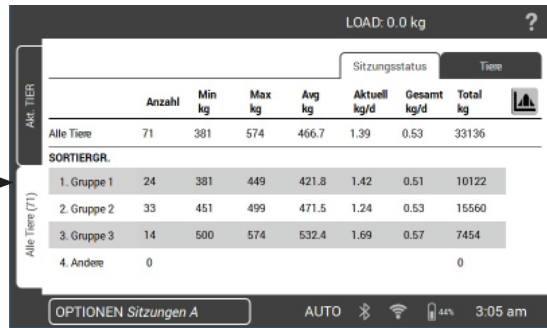 LOAD: 0.0 kg ?
Sitzungsstatus Tiere
Akt. TIER
Anzahl Min kg Max kg Avg kg Aktuell kg/d Gesamt kg/d Total kg
Alle Tiere 71 381 574 466.7 1.39 0.53 33136
SORTIERGR.
1. Gruppe 1 24 381 449 421.8 1.42 0.51 10122
2. Gruppe 2 33 451 499 471.5 1.24 0.53 15560
3. Gruppe 3 14 500 574 532.4 1.69 0.57 7454
4. Andere 0 0
Alle Tiere (71)
OPTIONEN Sitzungen A AUTO 44% 3:05 am